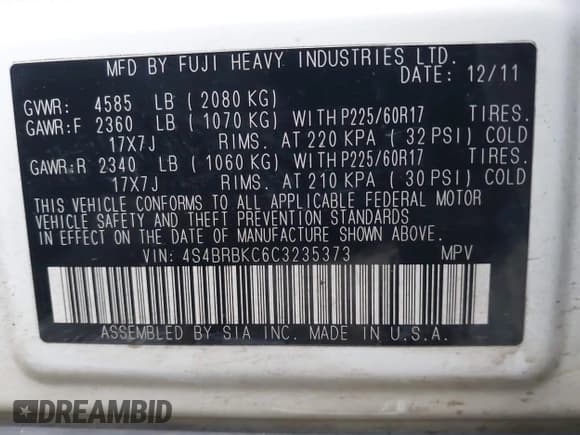 MFD BY FUJI HEAVY INDUSTRIES LTD.
DATE: 12/11
GVWR: 4585 LB ( 2080 KG)
GAWR:F 2360 LB ( 1070 KG) WITH P225/60R17 TIRES.
17X7J RIMS. AT 220 KPA ( 32 PSI) COLD
GAWR:R 2340 LB ( 1060 KG) WITH P225/60R17 TIRES.
17X7J RIMS. AT 210 KPA ( 30 PSI) COLD
THIS VEHICLE CONFORMS TO ALL APPLICABLE FEDERAL MOTOR
VEHICLE SAFETY AND THEFT PREVENTION STANDARDS
IN EFFECT ON THE DATE OF MANUFACTURE SHOWN ABOVE.
VIN: 4S4BRBKC6C3235373 MPV
ASSEMBLED BY SIA INC. MADE IN U.S.A.
DREAMBID